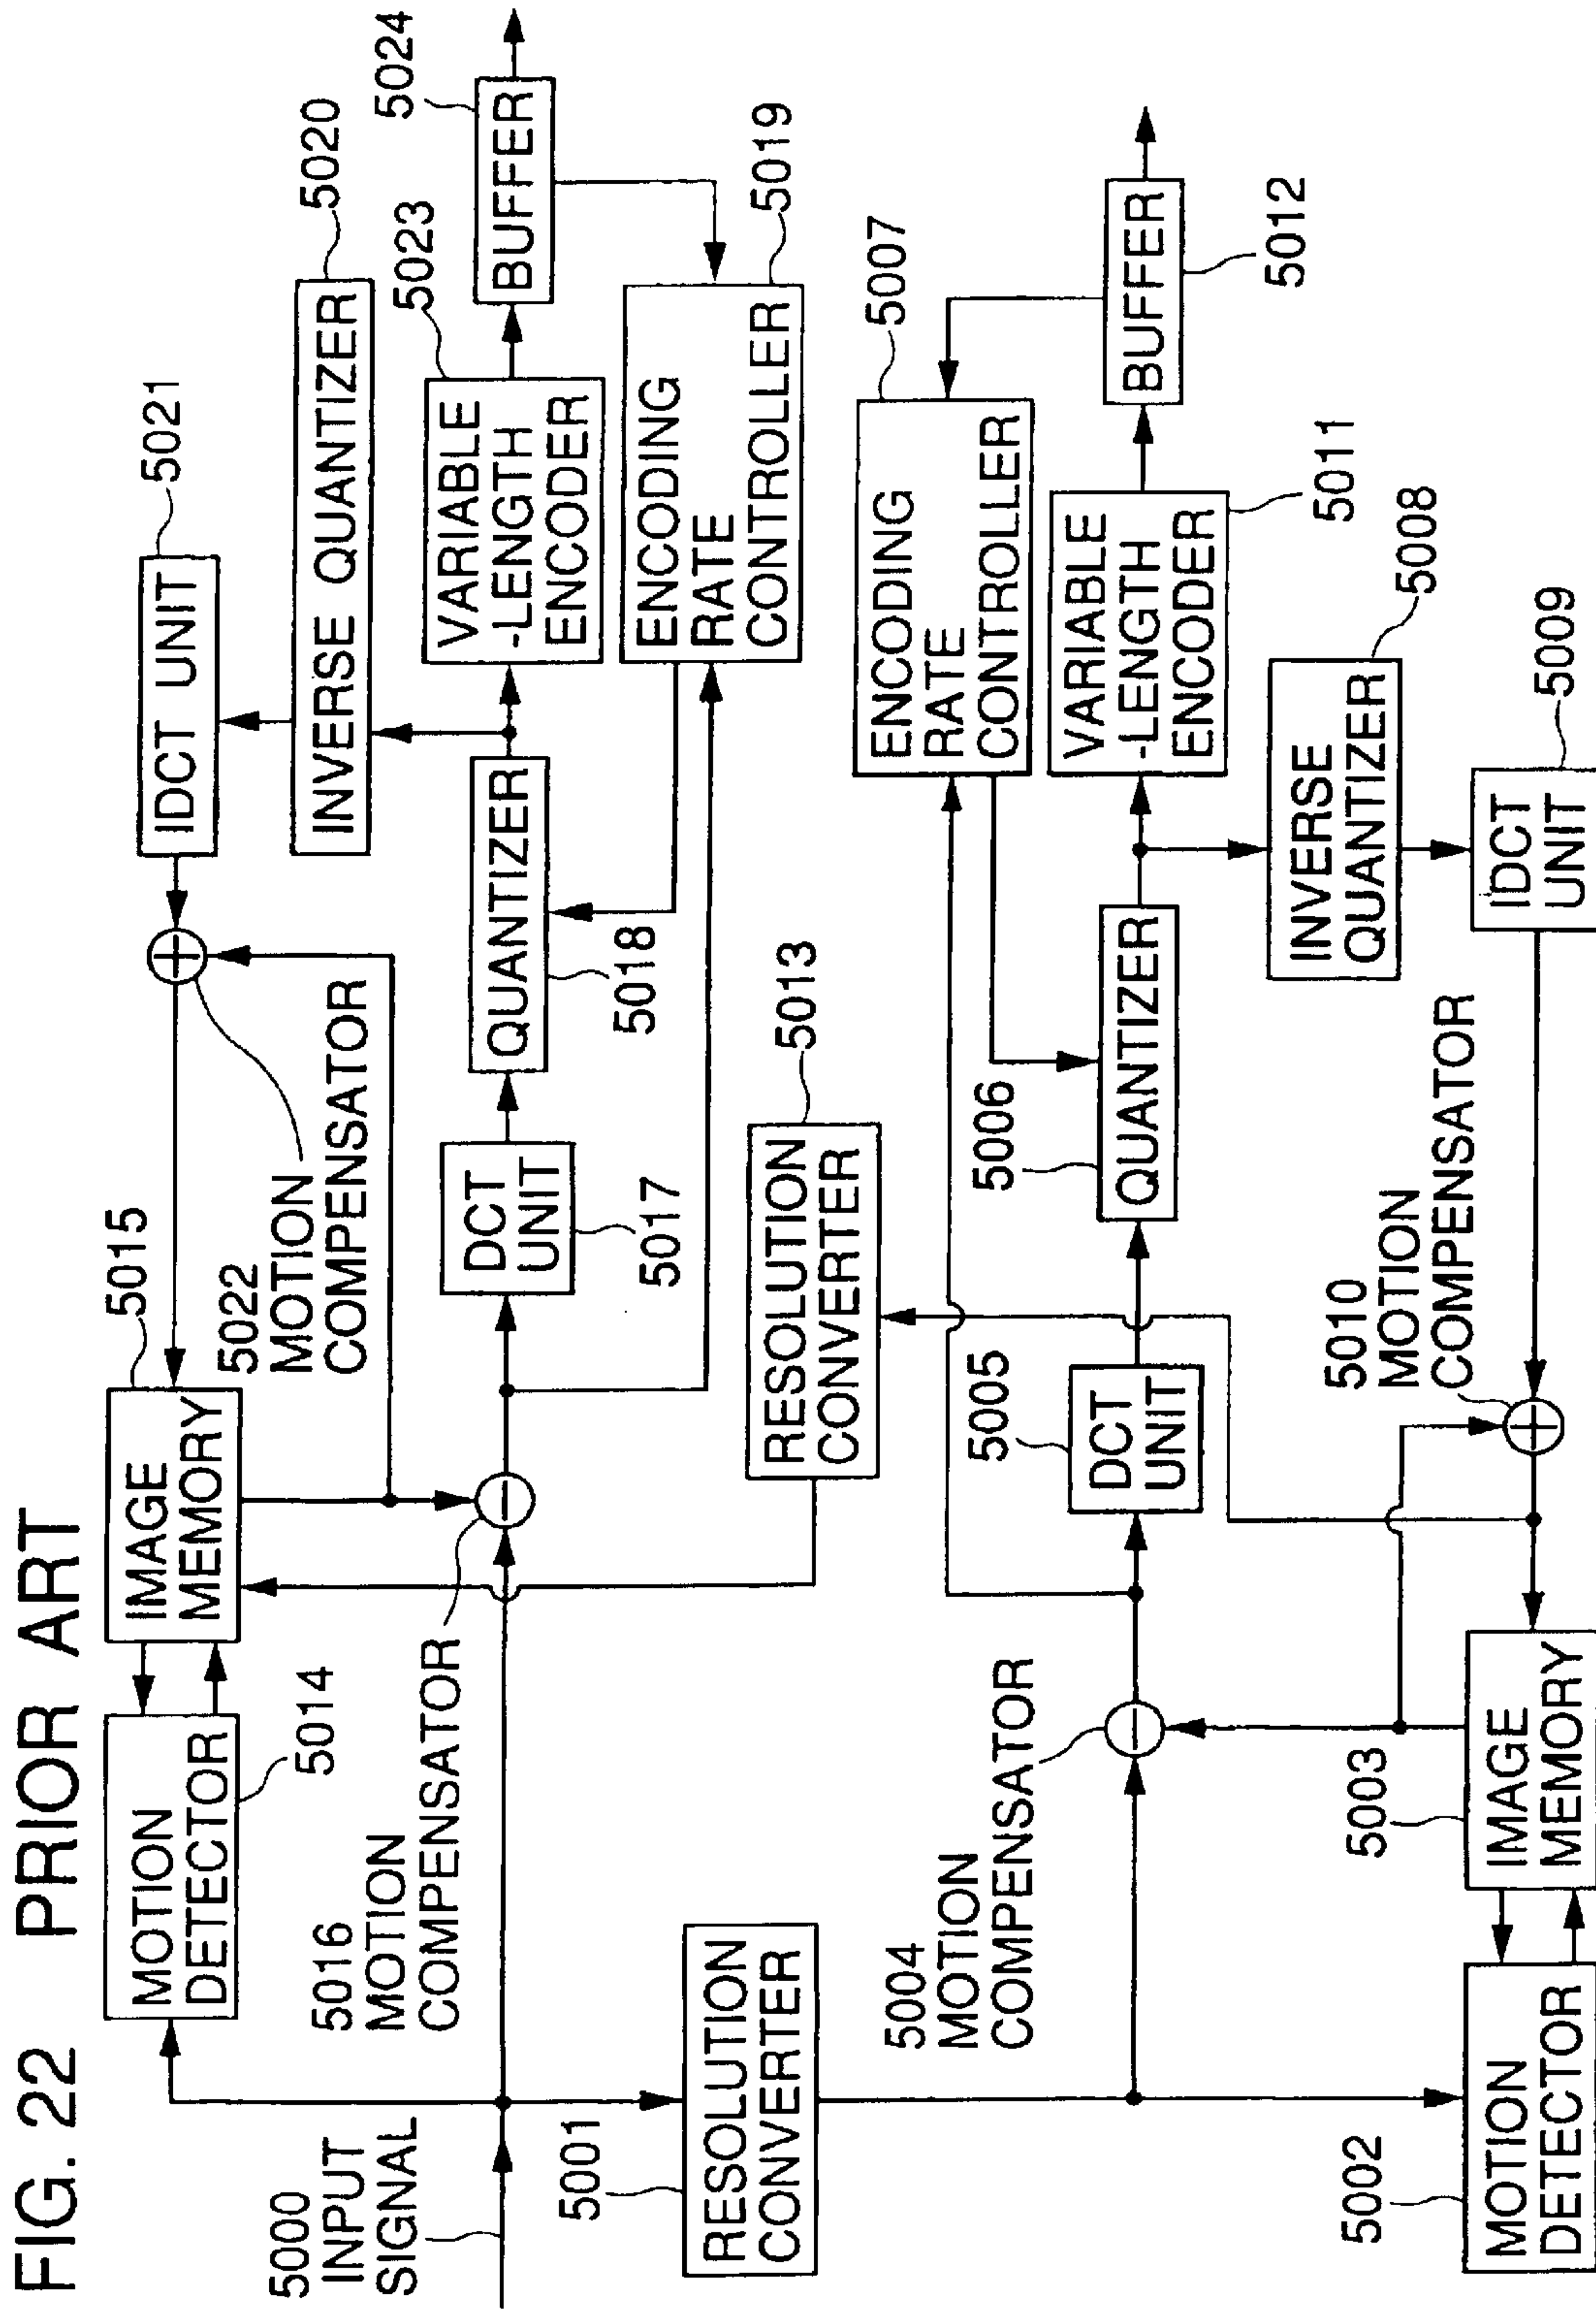 FIG. 22 PRIOR ART
5000
INPUT
SIGNAL
MOTION
DETECTOR
5014
IMAGE
MEMORY
5015
5016
MOTION
COMPENSATOR
5022
MOTION
COMPENSATOR
IDCT UNIT
5021
INVERSE QUANTIZER
5020
DCT
UNIT
5017
QUANTIZER
5018
VARIABLE
-LENGTH
ENCODER
5023
BUFFER
5024
ENCODING
RATE
CONTROLLER
5019
5001
RESOLUTION
CONVERTER
RESOLUTION
CONVERTER
5013
5004
MOTION
COMPENSATOR
5005
DCT
UNIT
5006
QUANTIZER
ENCODING
RATE
CONTROLLER
5007
VARIABLE
-LENGTH
ENCODER
5011
BUFFER
5012
INVERSE
QUANTIZER
5008
IDCT
UNIT
5009
5010
MOTION
COMPENSATOR
5003
IMAGE
MEMORY
5002
MOTION
DETECTOR